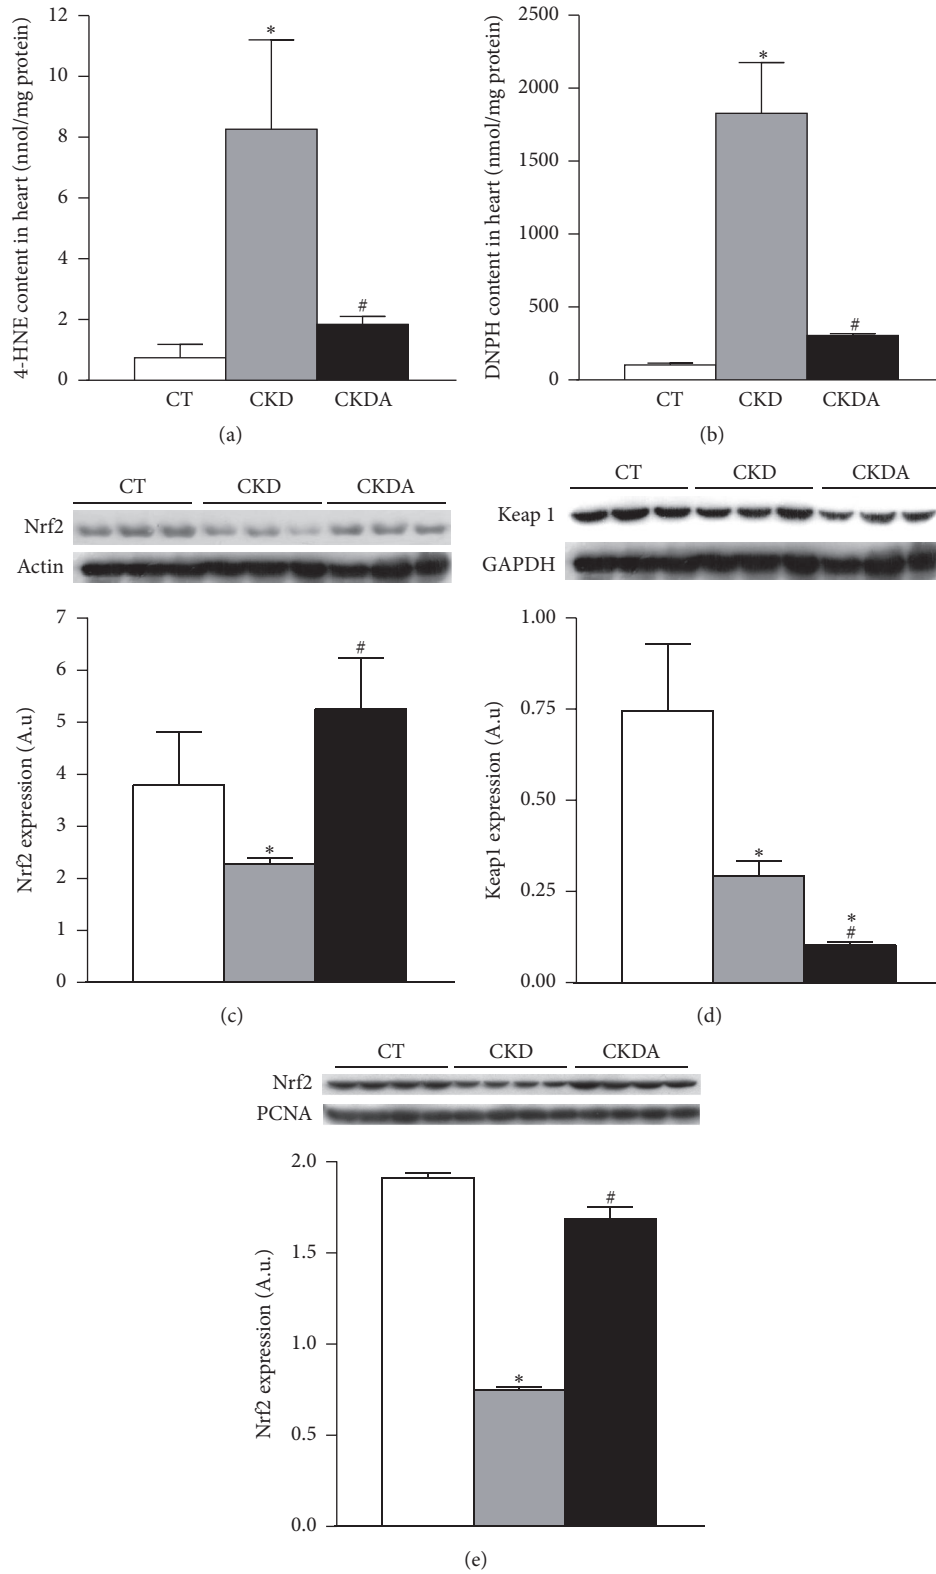 4-HNE content in heart (nnol/mg protein)
12
10
8
6
4
2
0
*
#
CT CKD CKDA
(a)
DNPH content in heart (nmol/mg protein)
2500
2000
1500
1000
500
0
*
#
CT CKD CKDA
(b)
CT CKD CKDA
Nrf2
Actin
Nrf2 expression (A.u)
7
6
5
4
3
2
1
0
*
#
(c)
CT CKD CKDA
Keap 1
GAPDH
Keap1 expression (A.u)
1.00
0.75
0.50
0.25
0.00
*
*
#
(d)
CT CKD CKDA
Nrf2
PCNA
Nrf2 expression (A.u.)
2.0
1.5
1.0
0.5
0.0
*
#
(e)